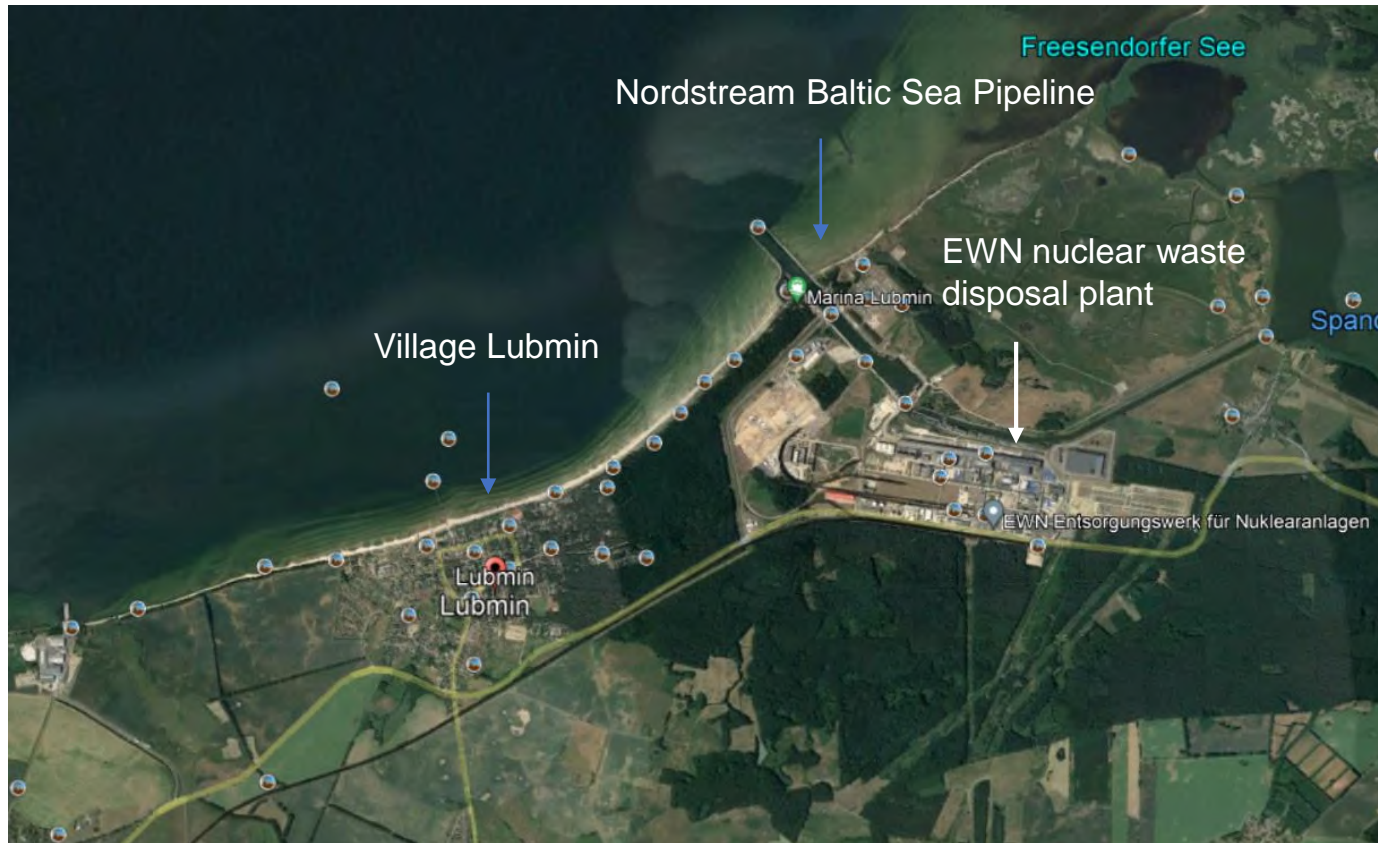 Freesendorfer See
Nordstream Baltic Sea Pipeline
EWN nuclear waste
disposal plant
Marina Lubmin
Spand
Village Lubmin
EWN Entsorgungswerk für Nuklearanlagen
Lubmin
Lubmin